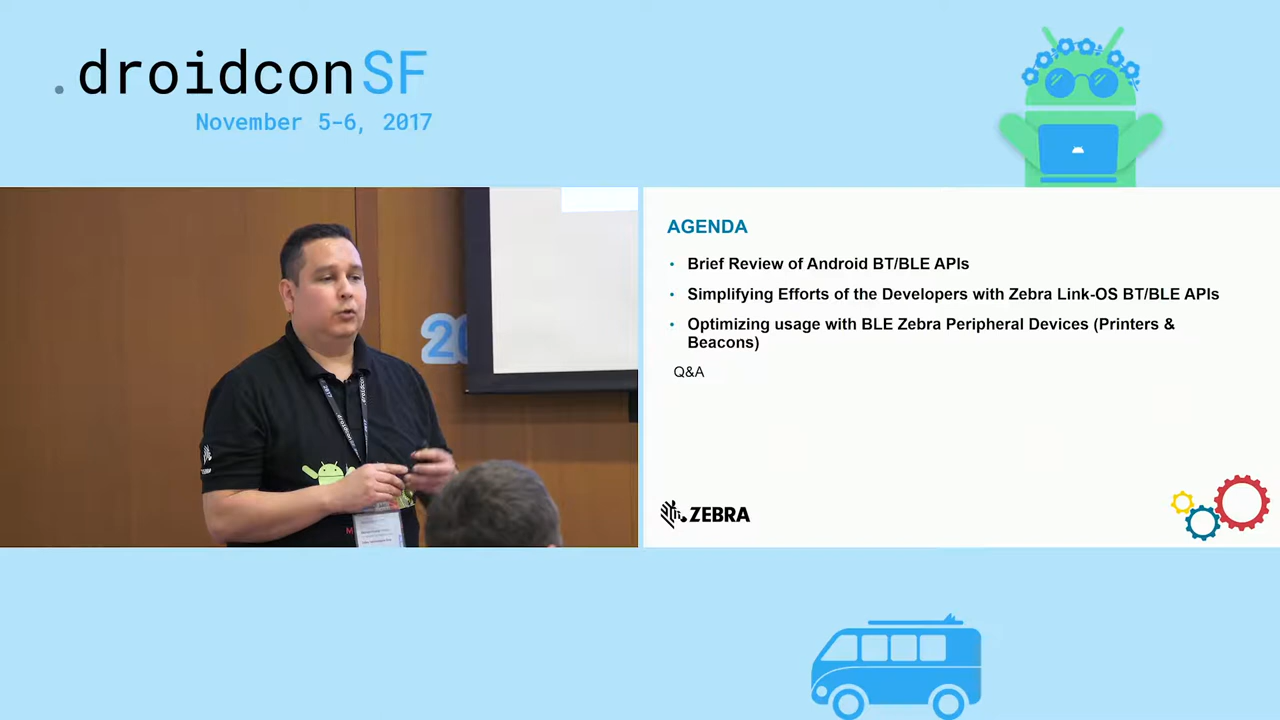 .droidconSF
November 5-6, 2017
20
AGENDA
• Brief Review of Android BT/BLE APIs
• Simplifying Efforts of the Developers with Zebra Link-OS BT/BLE APIs
• Optimizing usage with BLE Zebra Peripheral Devices (Printers &
Beacons)
Q&A
ZEBRA